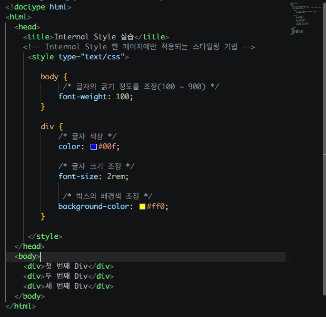 <!doctype html>
<html>
<head>
<title>Internal Style 실습</title>
<!-- Internal Style 한 페이지에만 적용되는 스타일링 기법 -->
<style type="text/css">
body {
/* 글자의 굵기 정도를 조정(100 ~ 900) */
font-weight: 100;
}
div {
/* 글자 색상 */
color: #00f;
/* 글자 크기 조정 */
font-size: 2rem;
/* 박스의 배경색 조정 */
background-color: #ff0;
}
</style>
</head>
<body>
<div>첫 번째 Div</div>
<div>두 번째 Div</div>
<div>세 번째 Div</div>
</body>
</html>